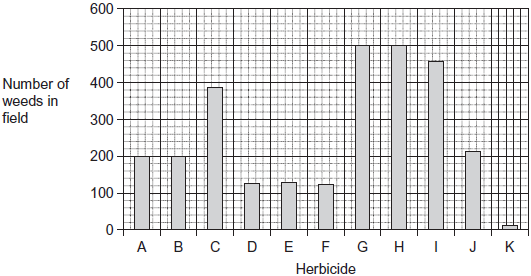 600
500
400
300
200
100
0
Number of
weeds in
field
A B C D E F G H I J K
Herbicide